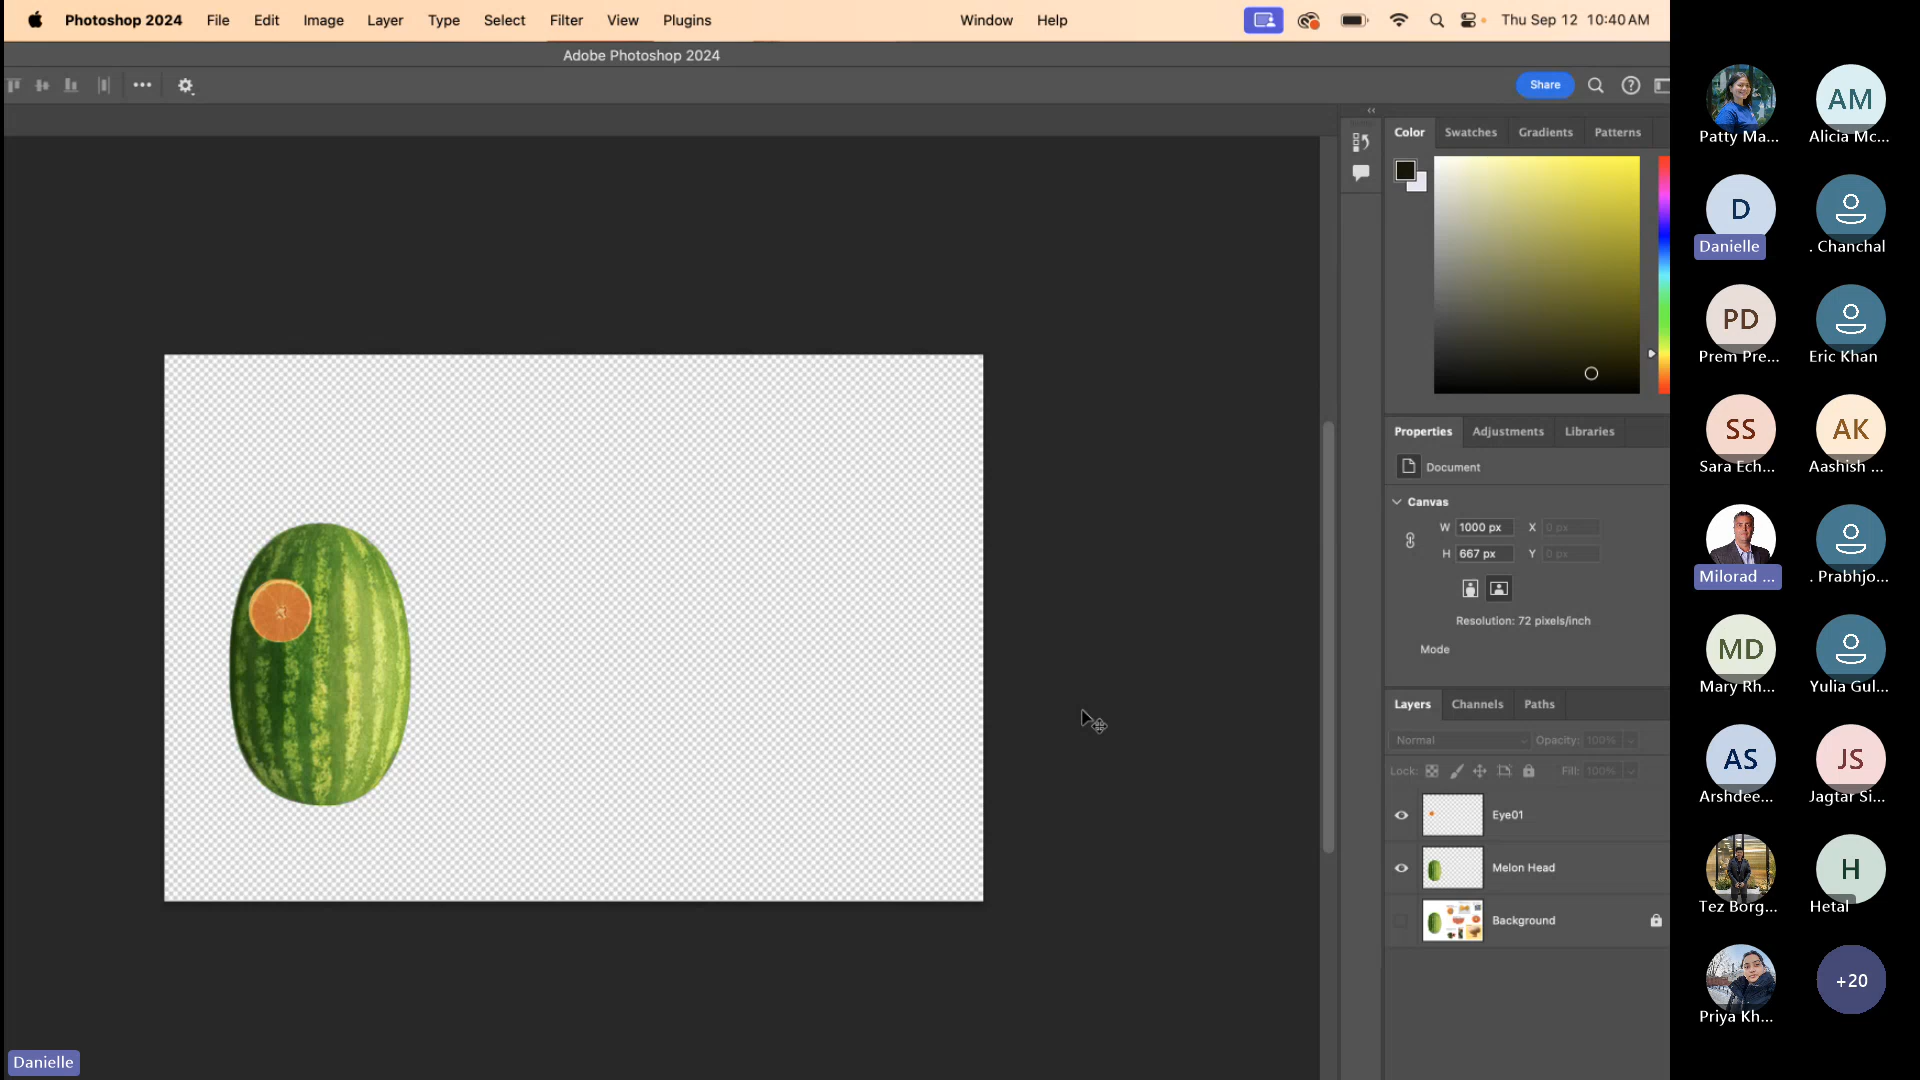 Photoshop 2024 File Edit Image Layer Type Select Filter View Plugins Window Help Thu Sep 12 10:40 AM
Adobe Photoshop 2024
Share
Color Swatches Gradients Patterns
Properties Adjustments Libraries
Document
Canvas
W 1000 px X 0 px
H 667 px Y 0 px
Resolution: 72 pixels/inch
Mode
Layers Channels Paths
Normal Opacity: 100%
Lock: Fill: 100%
Eye01
Melon Head
Background
Patty Ma...
AM
Alicia Mc...
D
Danielle
. Chanchal
PD
Prem Pre...
Eric Khan
SS
Sara Ech...
AK
Aashish ...
Milorad ...
. Prabhjo...
MD
Mary Rh...
Yulia Gul...
AS
Arshdee...
JS
Jagtar Si...
Tez Borg...
H
Hetal
Priya Kh...
+20
Danielle